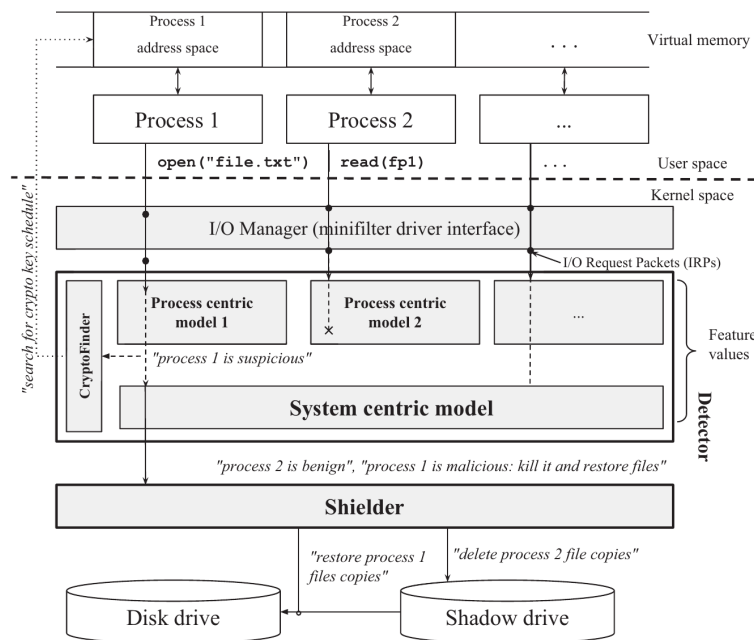 Process 1
address space
Process 2
address space
. . .
Virtual memory
Process 1
Process 2
...
open("file.txt")
read(fp1)
...
User space
Kernel space
"search for crypto key schedule"
I/O Manager (minifilter driver interface)
I/O Request Packets (IRPs)
CryptoFinder
Process centric
model 1
Process centric
model 2
...
Feature
values
"process 1 is suspicious"
System centric model
Detector
"process 2 is benign", "process 1 is malicious: kill it and restore files"
Shielder
"restore process 1
files copies"
"delete process 2 file copies"
Disk drive
Shadow drive